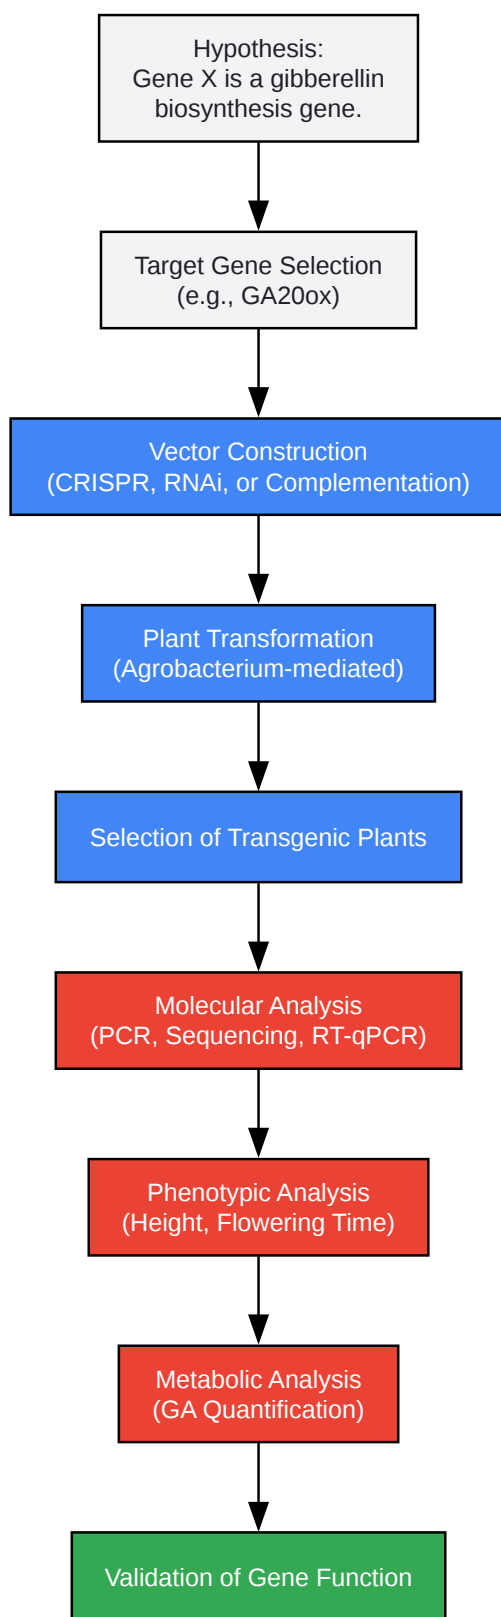 Hypothesis:
Gene X is a gibberellin
biosynthesis gene.
Target Gene Selection
(e.g., GA20ox)
Vector Construction
(CRISPR, RNAi, or Complementation)
Plant Transformation
(Agrobacterium-mediated)
Selection of Transgenic Plants
Molecular Analysis
(PCR, Sequencing, RT-qPCR)
Phenotypic Analysis
(Height, Flowering Time)
Metabolic Analysis
(GA Quantification)
Validation of Gene Function